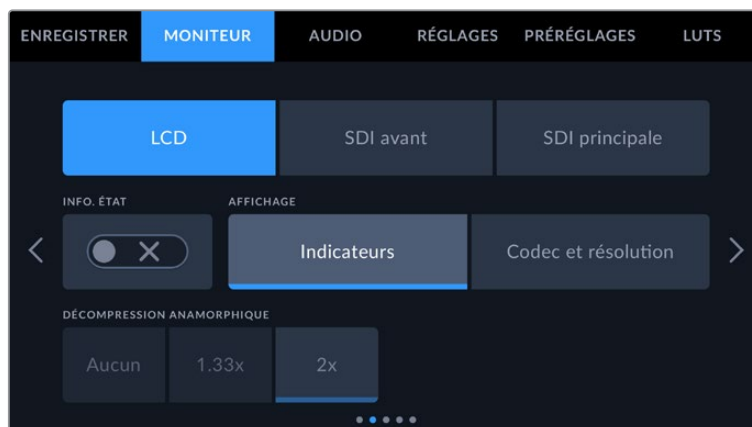 ENREGISTRER MONITEUR AUDIO RÉGLAGES PRÉRÉGLAGES LUTS
LCD SDI avant SDI principale
INFO. ÉTAT AFFICHAGE
Indicateurs Codec et résolution
DÉCOMPRESSION ANAMORPHIQUE
Aucun 1.33x 2x